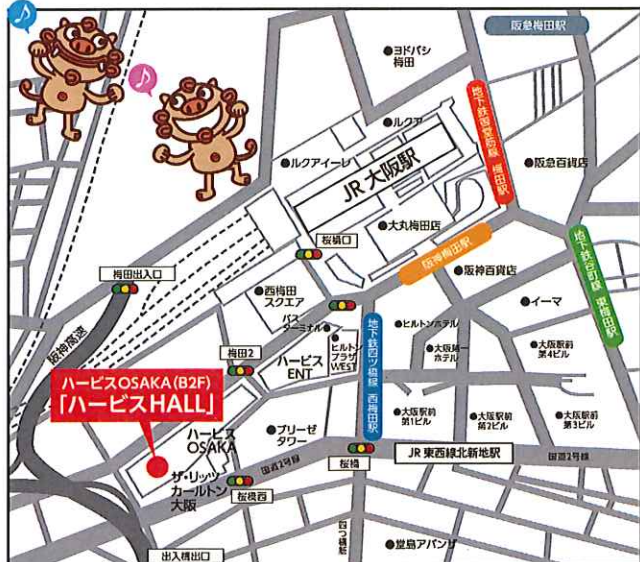 阪急梅田駅
ヨドバシ
梅田
地下鉄御堂筋線 梅田駅
ルクア
ルクアイーレ
JR 大阪駅
阪急百貨店
大丸梅田店
桜橋口
阪神梅田駅
阪神百貨店
地下鉄谷町線 東梅田駅
梅田出入口
西梅田
スクエア
イーマ
バス
ターミナル
地下鉄四ツ橋線 西梅田駅
ヒルトンホテル
大阪第一
ホテル
大阪駅前
第4ビル
阪神高速
梅田2
ハービス
ENT
ヒルトン
プラザ
WEST
ハービスOSAKA(B2F)
「ハービスHALL」
大阪駅前
第1ビル
大阪駅前
第2ビル
大阪駅前
第3ビル
ハービス
OSAKA
ブリーゼ
タワー
桜橋
JR 東西線北新地駅
国道2号線
国道2号線
ザ・リッツ
カールトン
大阪
桜橋西
四つ橋筋
堂島アバンザ
出入橋出口